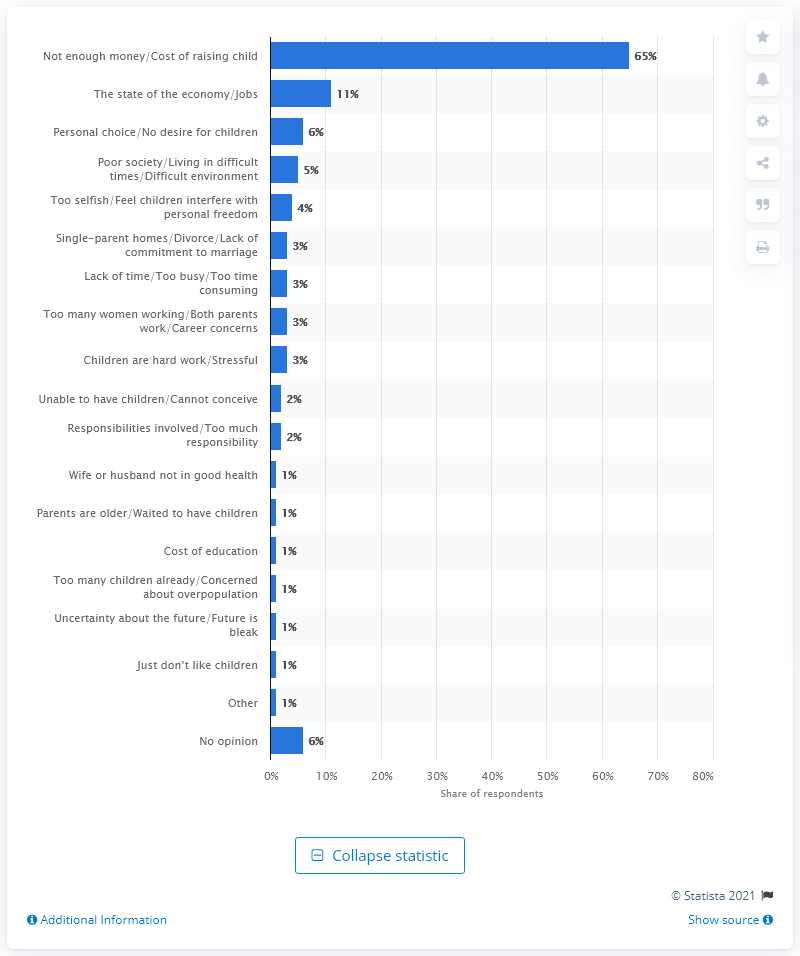 Not enough money/Cost of raising child 65%
The state of the economy/Jobs 11%
Personal choice/No desire for children 6%
Poor society/Living in difficult
times/Difficult environment 5%
Too selfish/Feel children interfere with
personal freedom 4%
Single-parent homes/Divorce/Lack of
commitment to marriage 3%
Lack of time/Too busy/Too time
consuming 3%
Too many women working/Both parents
work/Career concerns 3%
Children are hard work/Stressful 3%
Unable to have children/Cannot conceive 2%
Responsibilities involved/Too much
responsibility 2%
Wife or husband not in good health 1%
Parents are older/Waited to have children 1%
Cost of education 1%
Too many children already/Concerned
about overpopulation 1%
Uncertainty about the future/Future is
bleak 1%
Just don't like children 1%
Other 1%
No opinion 6%
0% 10% 20% 30% 40% 50% 60% 70% 80%
Share of respondents
Collapse statistic
© Statista 2021
Additional Information
Show source